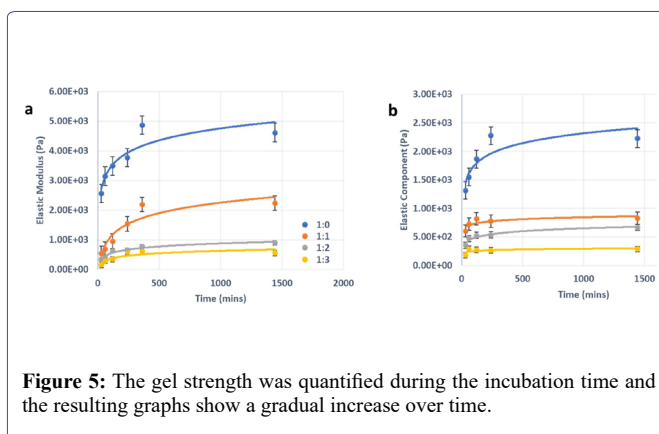 a
6.00E+03
5.00E+03
4.00E+03
3.00E+03
2.00E+03
1.00E+03
0.00E+00
Elastic Modulus (Pa)
0
500
1000
1500
2000
Time (mins)
1:0
1:1
1:2
1:3
b
3.00E+03
2.50E+03
2.00E+03
1.50E+03
1.00E+03
5.00E+02
0.00E+00
Elastic Component (Pa)
0
500
1000
1500
Time (mins)
Figure 5: The gel strength was quantified during the incubation time and
the resulting graphs show a gradual increase over time.